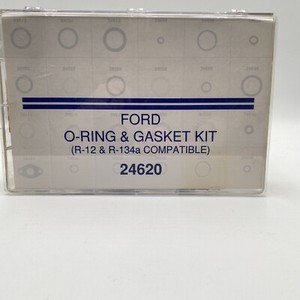 FORD
O-RING & GASKET KIT
(R-12 & R-134a COMPATIBLE)
24620